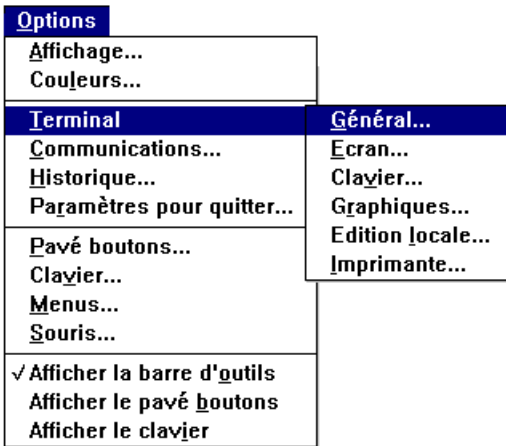 Options
Affichage...
Couleurs...
Terminal
Communications...
Historique...
Paramètres pour quitter...
Pavé boutons...
Clavier...
Menus...
Souris...
Afficher la barre d'outils
Afficher le pavé boutons
Afficher le clavier
Général...
Ecran...
Clavier...
Graphiques...
Edition locale...
Imprimante...